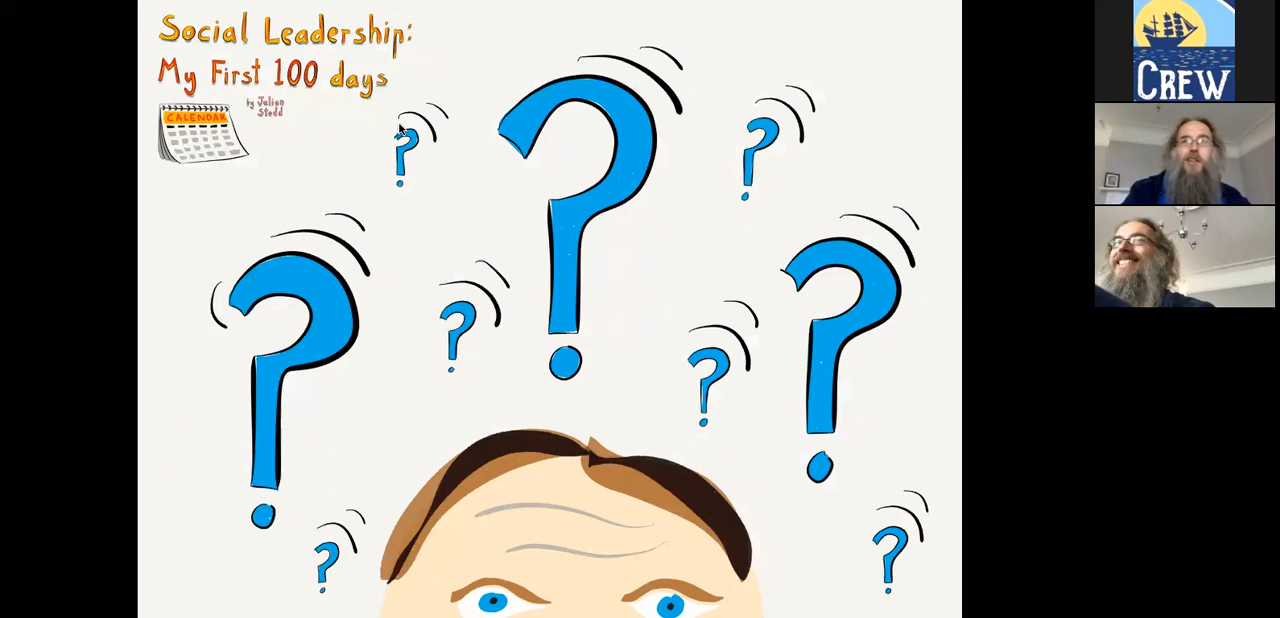 Social Leadership:
My First 100 days
by Julian
Stodd
CALENDAR
CREW